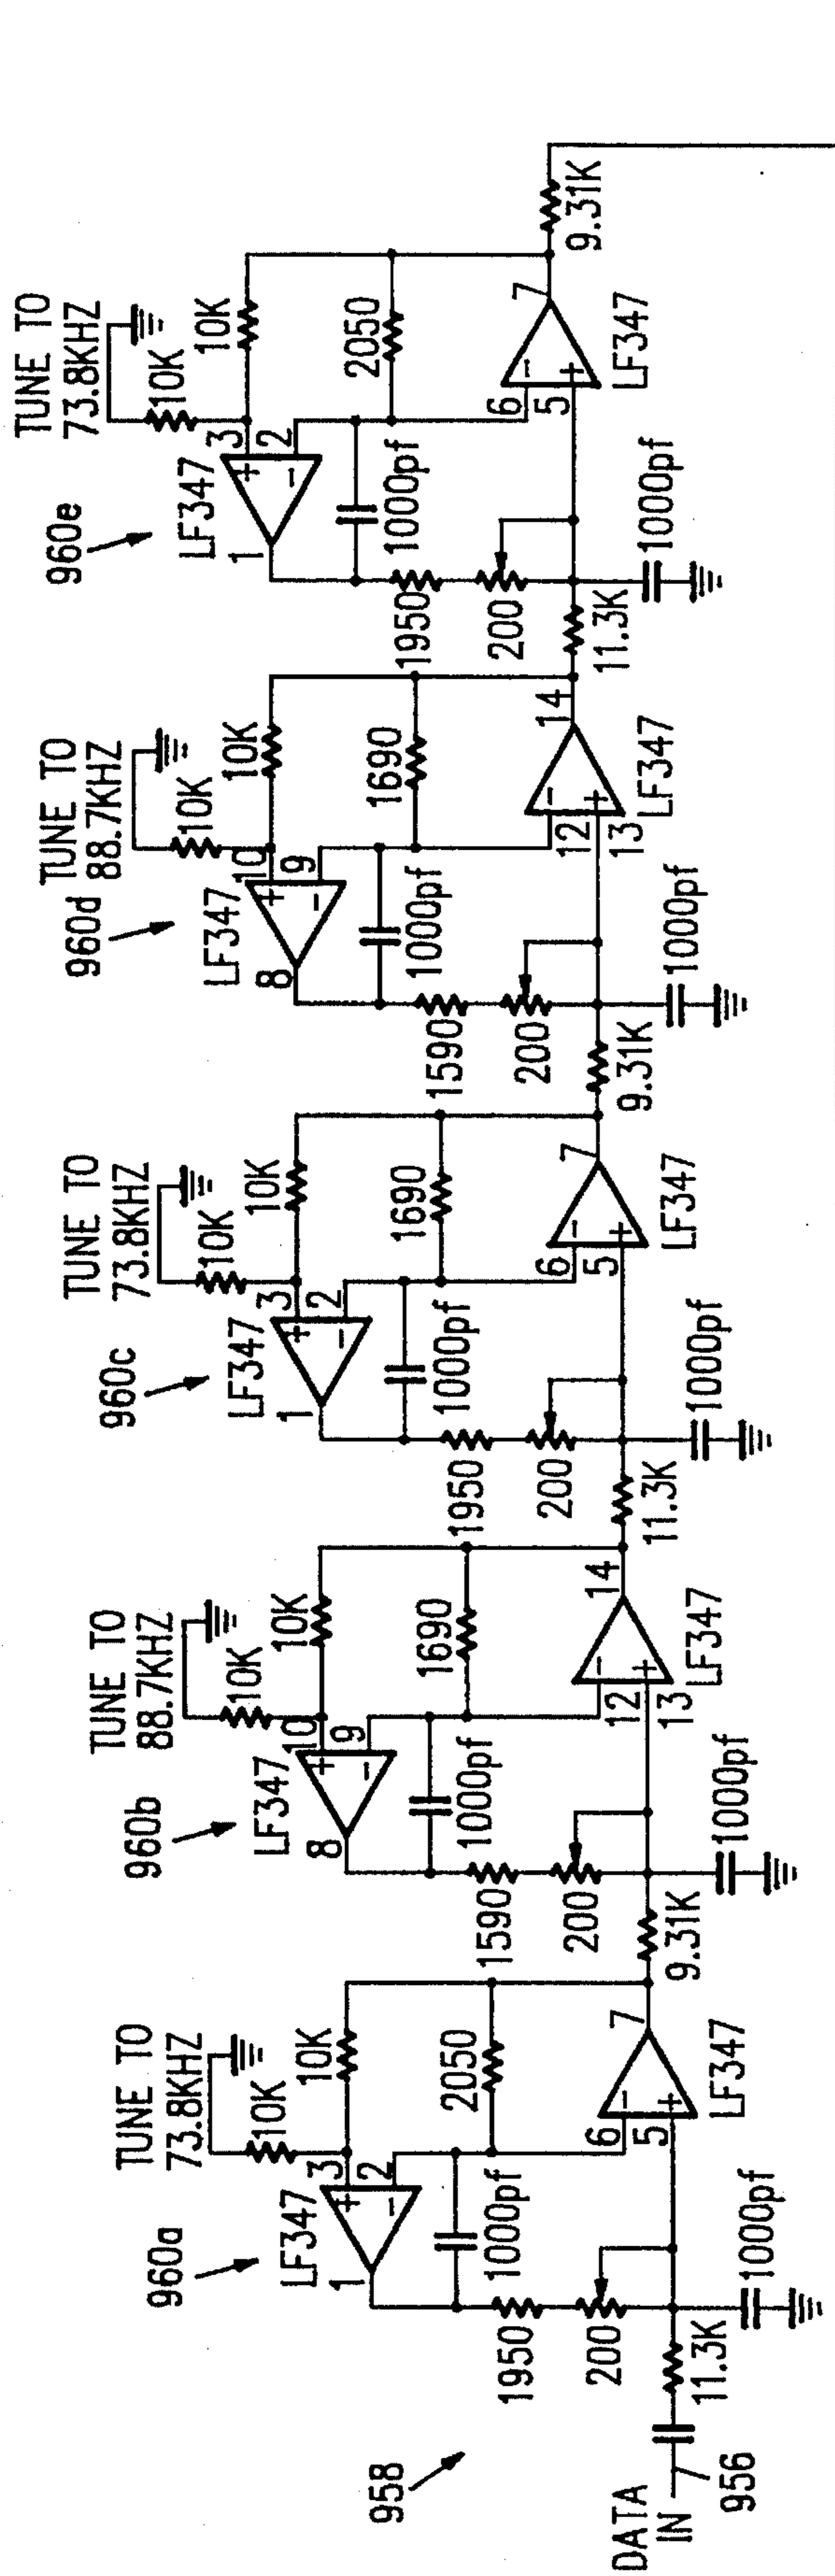 958
DATA
IN
956
960a
TUNE TO
73.8KHZ
10K
10K
LF347
3
2
1
1000pf
2050
1950
200
11.3K
1000pf
6
5
7
LF347
9.31K
960b
TUNE TO
88.7KHZ
10K
10K
LF347
10
9
8
1000pf
1690
1590
200
1000pf
12
13
14
LF347
11.3K
960c
TUNE TO
73.8KHZ
10K
10K
LF347
3
2
1
1000pf
1690
1950
200
1000pf
6
5
7
LF347
9.31K
960d
TUNE TO
88.7KHZ
10K
10K
LF347
10
9
8
1000pf
1690
1590
200
1000pf
12
13
14
LF347
11.3K
960e
TUNE TO
73.8KHZ
10K
10K
LF347
3
2
1
1000pf
2050
1950
200
1000pf
6
5
7
LF347
9.31K